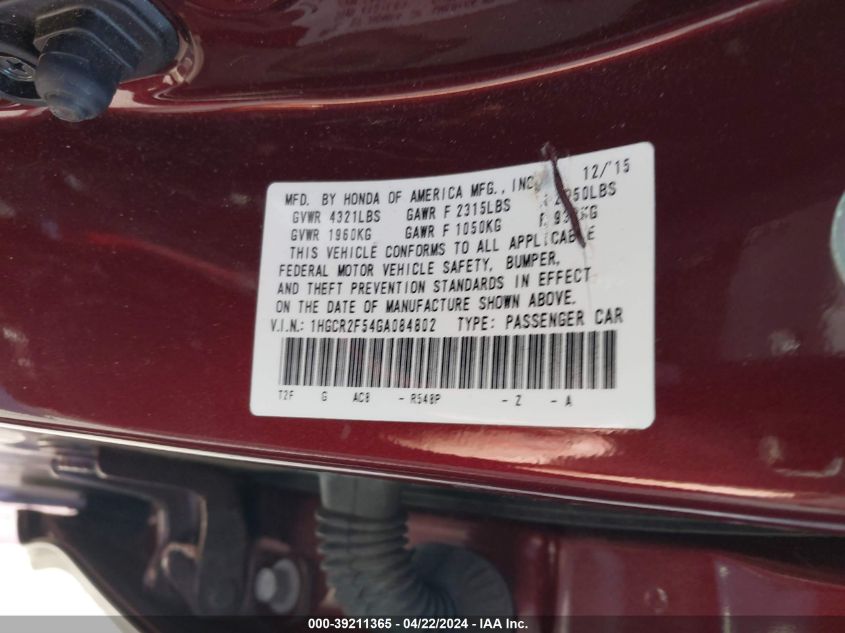 MFD. BY HONDA OF AMERICA MFG., INC. 12/'15
GVWR 4321LBS GAWR F 2315LBS
GVWR 1960KG GAWR F 1050KG
THIS VEHICLE CONFORMS TO ALL APPLICABLE
FEDERAL MOTOR VEHICLE SAFETY, BUMPER,
AND THEFT PREVENTION STANDARDS IN EFFECT
ON THE DATE OF MANUFACTURE SHOWN ABOVE.
V.I.N.: 1HGCR2F54GA084802 TYPE: PASSENGER CAR
T2F G AC8 - R548P - Z - A
000-39211365 - 04/22/2024 - IAA Inc.